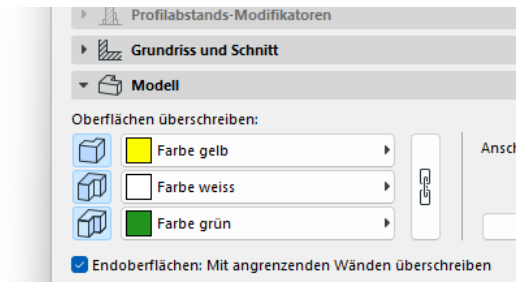 Profilabstands-Modifikatoren
Grundriss und Schnitt
Modell
Oberflächen überschreiben:
Farbe gelb
Ansch
Farbe weiss
Farbe grün
Endoberflächen: Mit angrenzenden Wänden überschreiben